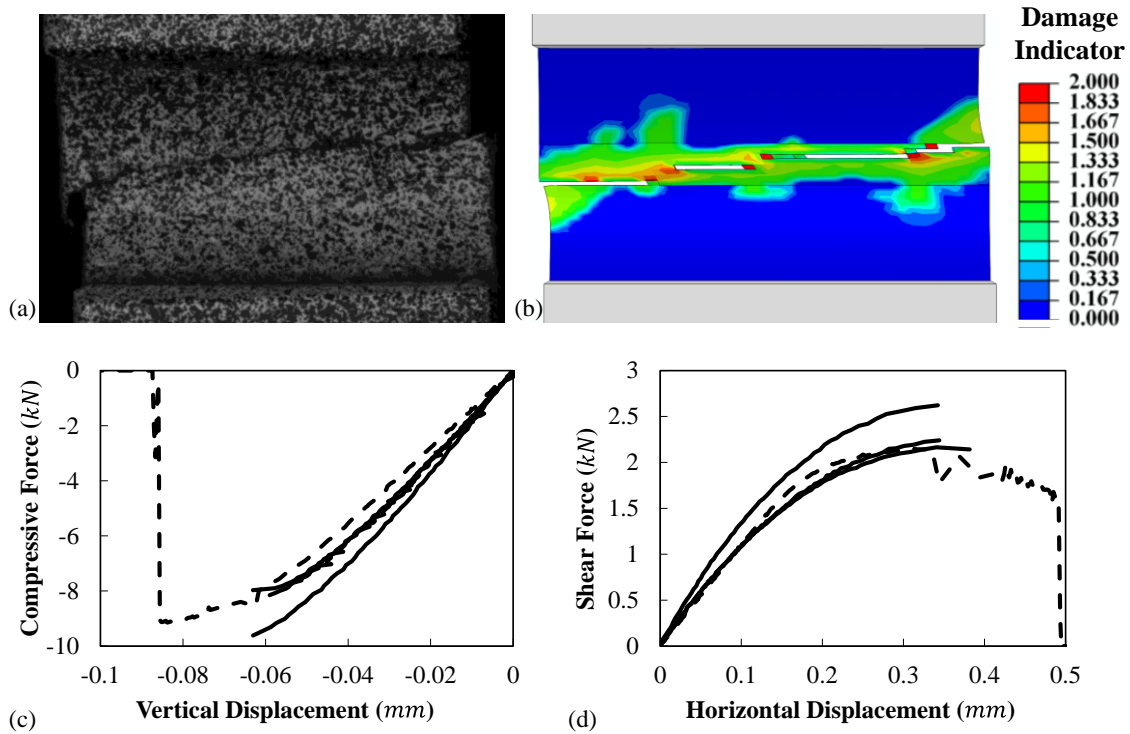 Damage
Indicator
2.000
1.833
1.667
1.500
1.333
1.167
1.000
0.833
0.667
0.500
0.333
0.167
0.000
(a)
(b)
0
-2
-4
-6
-8
-10
Compressive Force (kN)
-0.1 -0.08 -0.06 -0.04 -0.02 0
(c)
Vertical Displacement (mm)
3
2.5
2
1.5
1
0.5
0
Shear Force (kN)
0 0.1 0.2 0.3 0.4 0.5
(d)
Horizontal Displacement (mm)